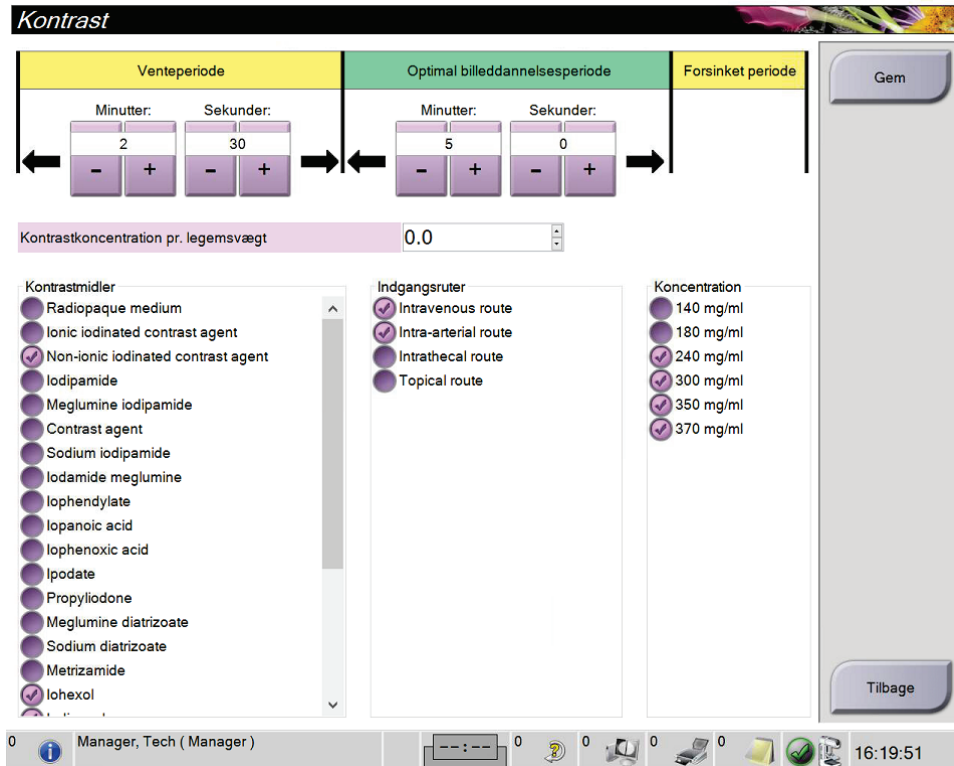 Kontrast
Venteperiode
Optimal billeddannelsesperiode
Forsinket periode
Gem
Minutter:
Sekunder:
Minutter:
Sekunder:
2
30
5
0
- + - +
- + - +
Kontrastkoncentration pr. legemsvægt
0.0
Kontrastmidler
Radiopaque medium
Ionic iodinated contrast agent
Non-ionic iodinated contrast agent
Iodipamide
Meglumine iodipamide
Contrast agent
Sodium iodipamide
Iodamide meglumine
Iophendylate
Iopanoic acid
Iophenoxic acid
Ipodate
Propyliodone
Meglumine diatrizoate
Sodium diatrizoate
Metrizamide
Iohexol
Indgangsruter
Intravenous route
Intra-arterial route
Intrathecal route
Topical route
Koncentration
140 mg/ml
180 mg/ml
240 mg/ml
300 mg/ml
350 mg/ml
370 mg/ml
Tilbage
0
Manager, Tech ( Manager )
--:--
0
0
0
0
16:19:51